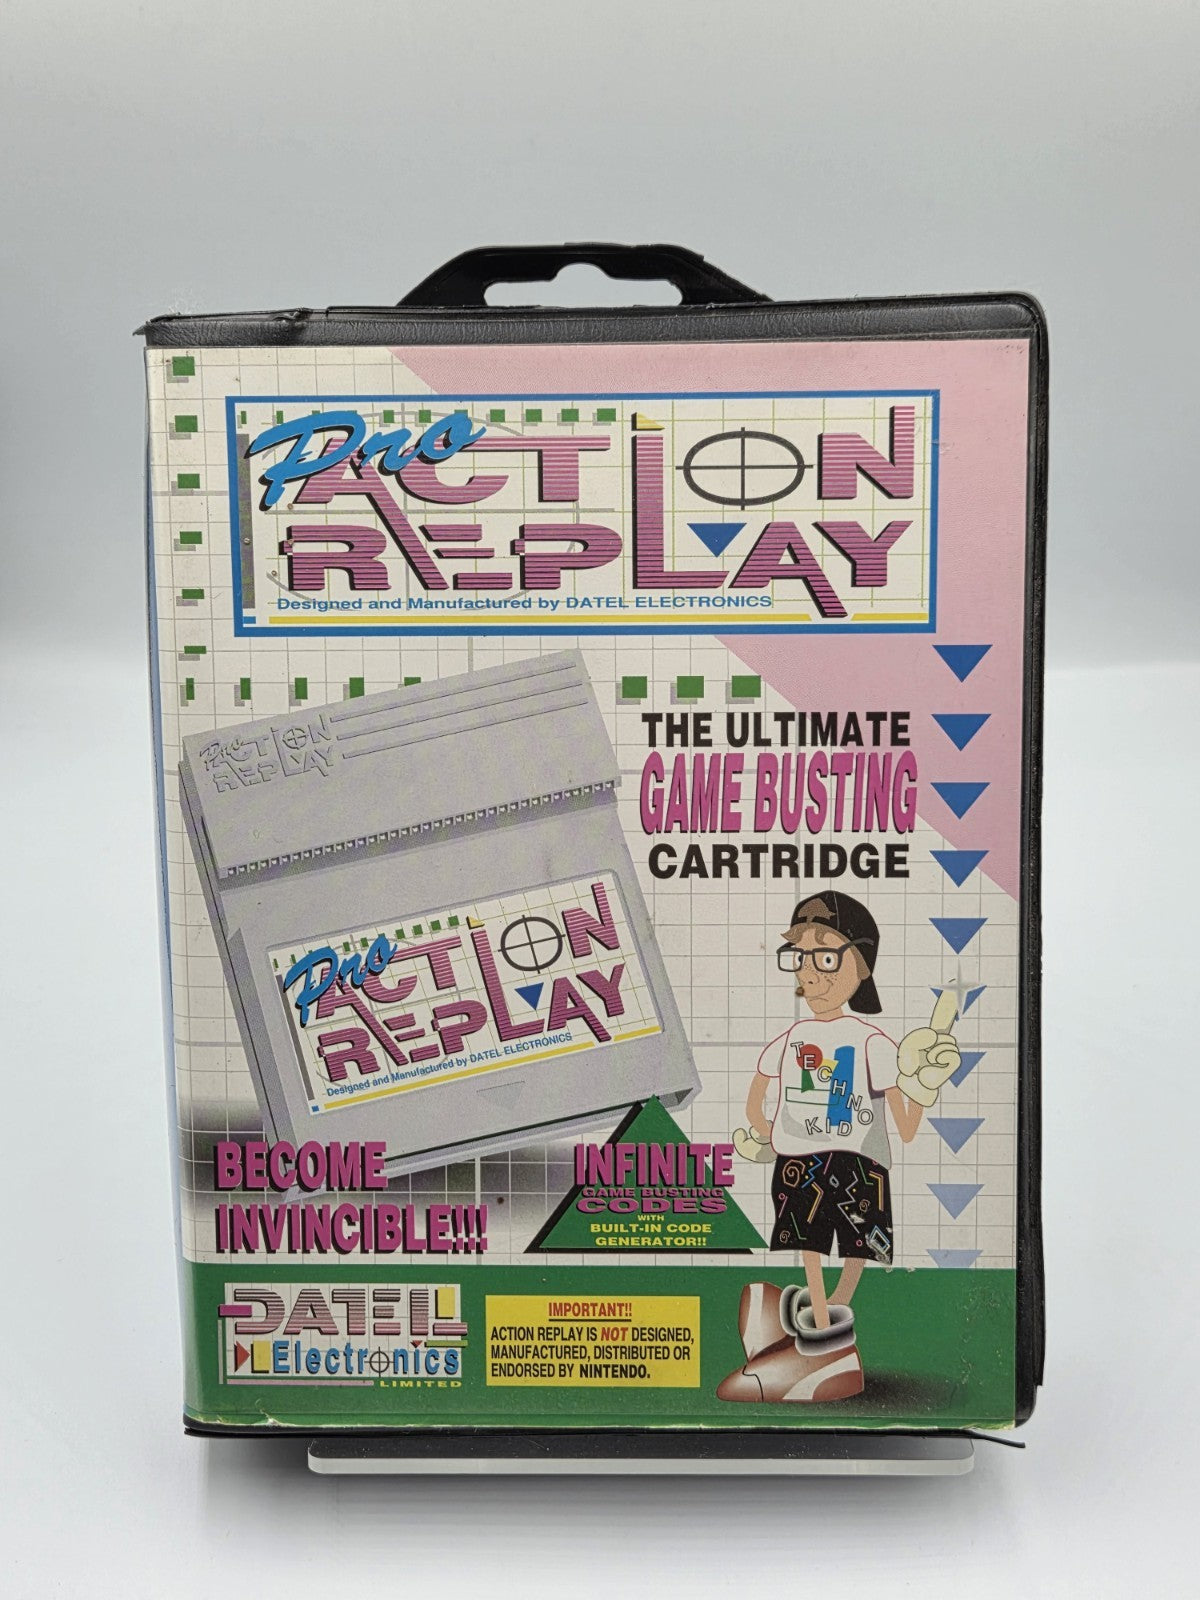 Pro
ACTION
REPLAY
Designed and Manufactured by DATEL ELECTRONICS
Pro
ACTION
REPLAY
THE ULTIMATE
GAME BUSTING
CARTRIDGE
Pro
ACTION
REPLAY
Designed and Manufactured by DATEL ELECTRONICS
TECHNO
KID
BECOME
INVINCIBLE!!!
INFINITE
GAME BUSTING
CODES
WITH
BUILT-IN CODE
GENERATOR!!
DATEL
Electronics
LIMITED
IMPORTANT!!
ACTION REPLAY IS NOT DESIGNED,
MANUFACTURED, DISTRIBUTED OR
ENDORSED BY NINTENDO.